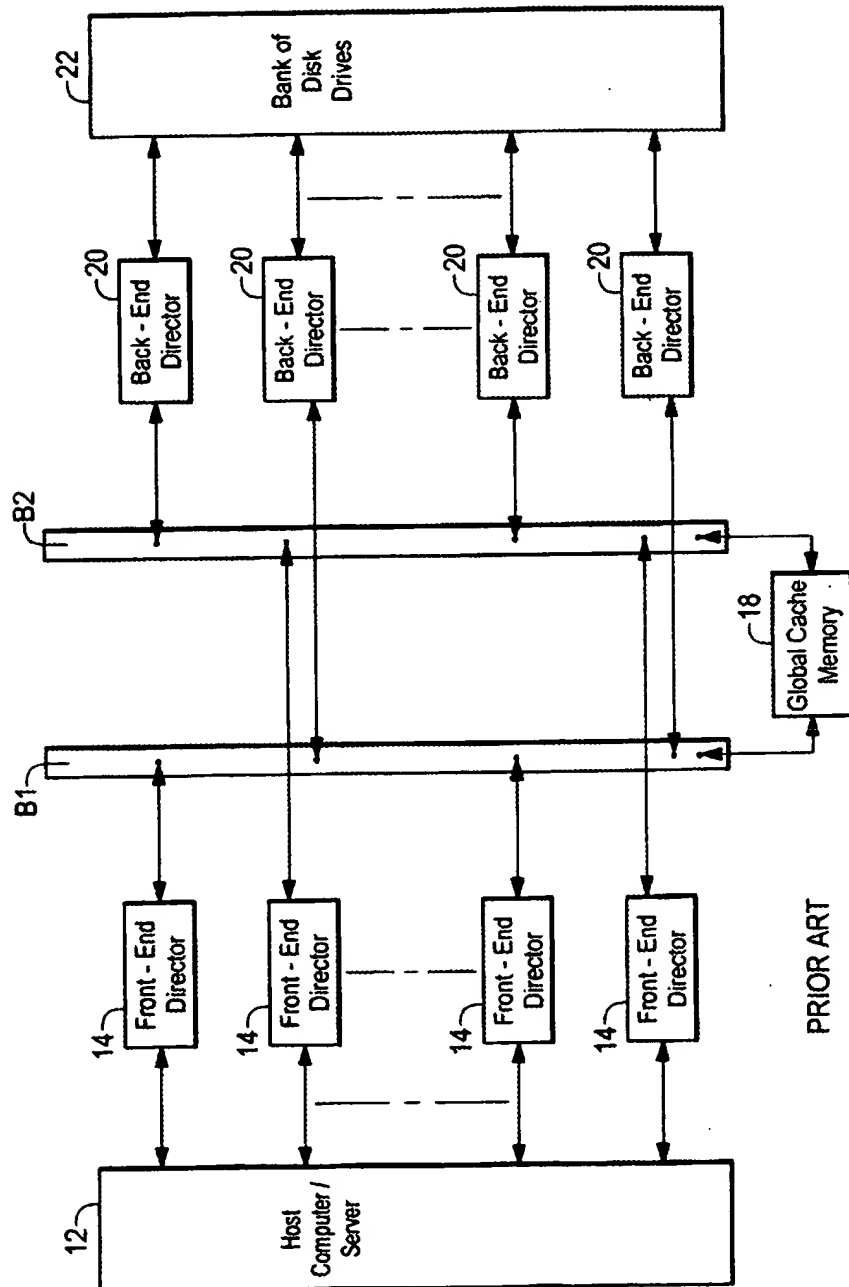 12
Host
Computer /
Server
14
Front - End
Director
14
Front - End
Director
14
Front - End
Director
14
Front - End
Director
B1
B2
18
Global Cache
Memory
20
Back - End
Director
20
Back - End
Director
20
Back - End
Director
20
Back - End
Director
22
Bank of
Disk
Drives
PRIOR ART